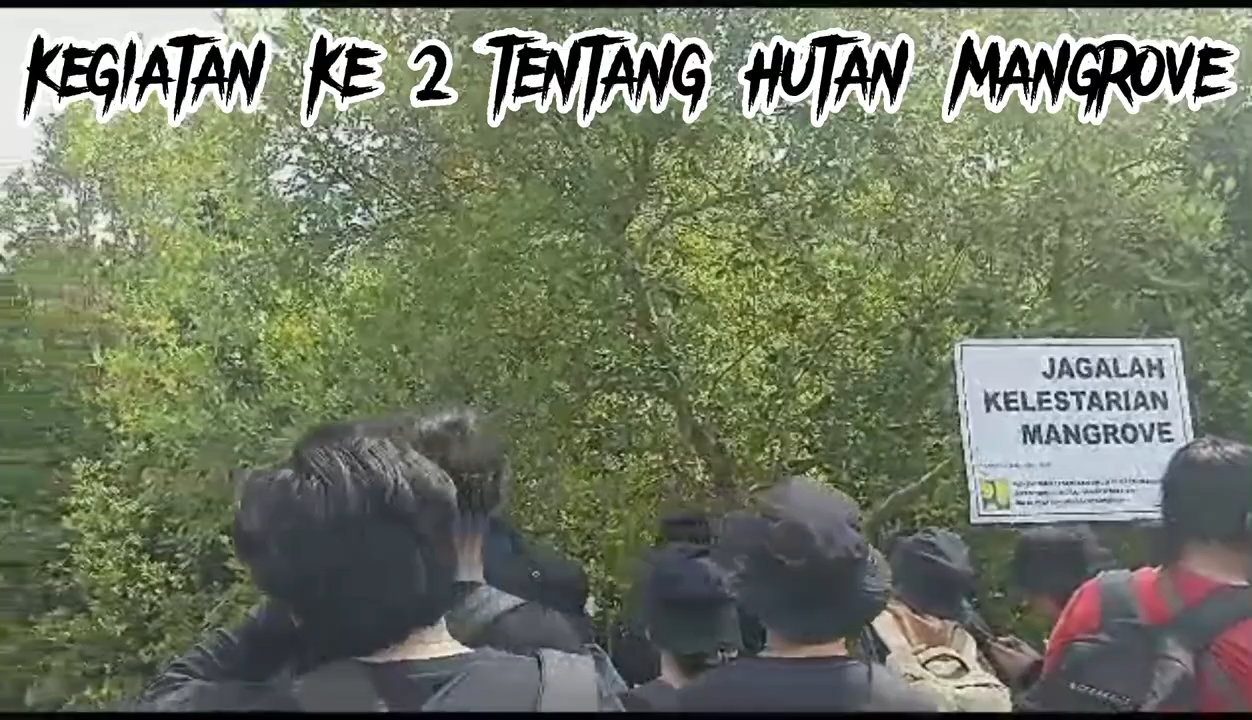 KEGIATAN KE 2 TENTANG HUTAN MANGROVE
JAGALAH
KELESTARIAN
MANGROVE